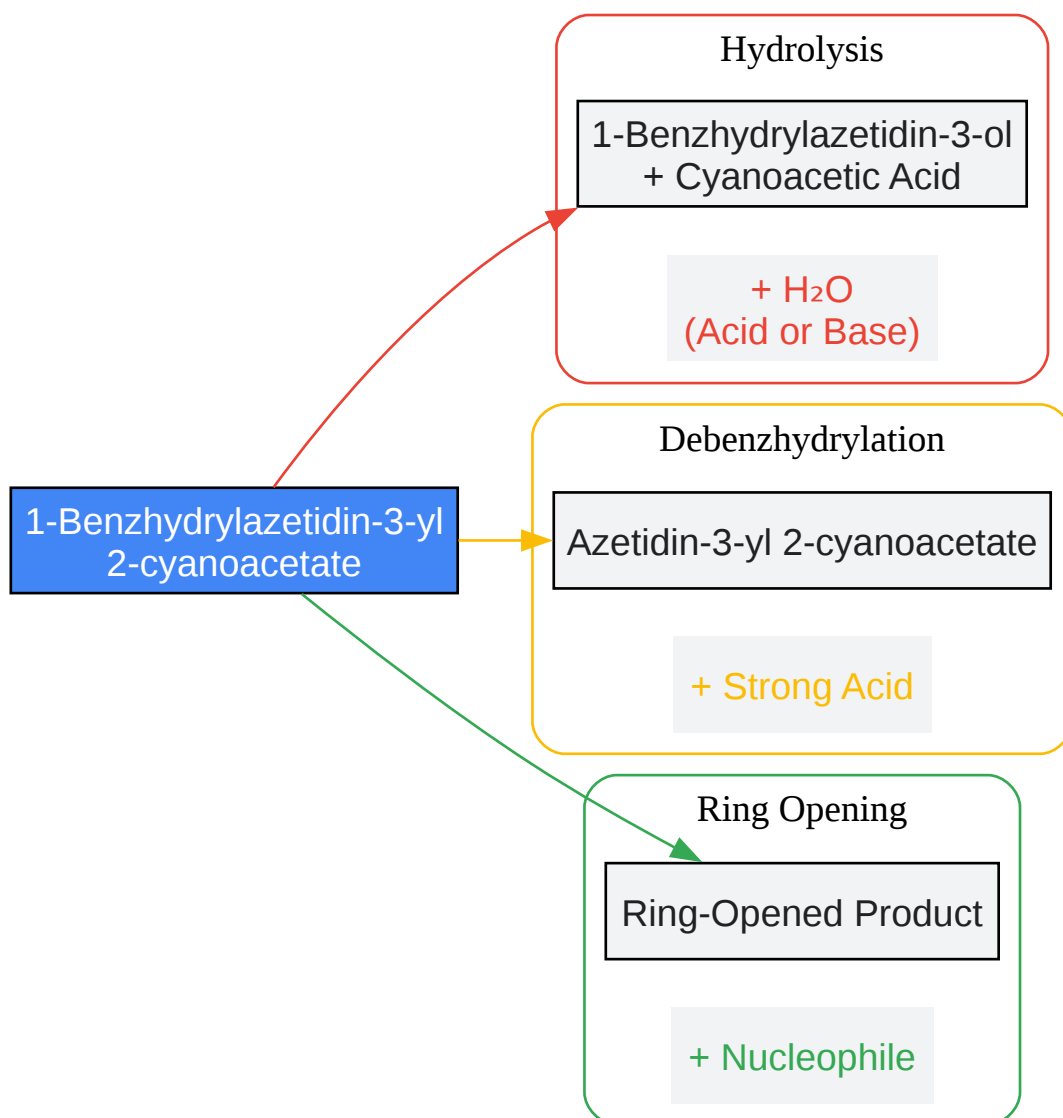 Hydrolysis
1-Benzhydrylazetidin-3-ol
+ Cyanoacetic Acid
+ H₂O
(Acid or Base)
Debenzhydrylation
1-Benzhydrylazetidin-3-yl
2-cyanoacetate
Azetidin-3-yl 2-cyanoacetate
+ Strong Acid
Ring Opening
Ring-Opened Product
+ Nucleophile